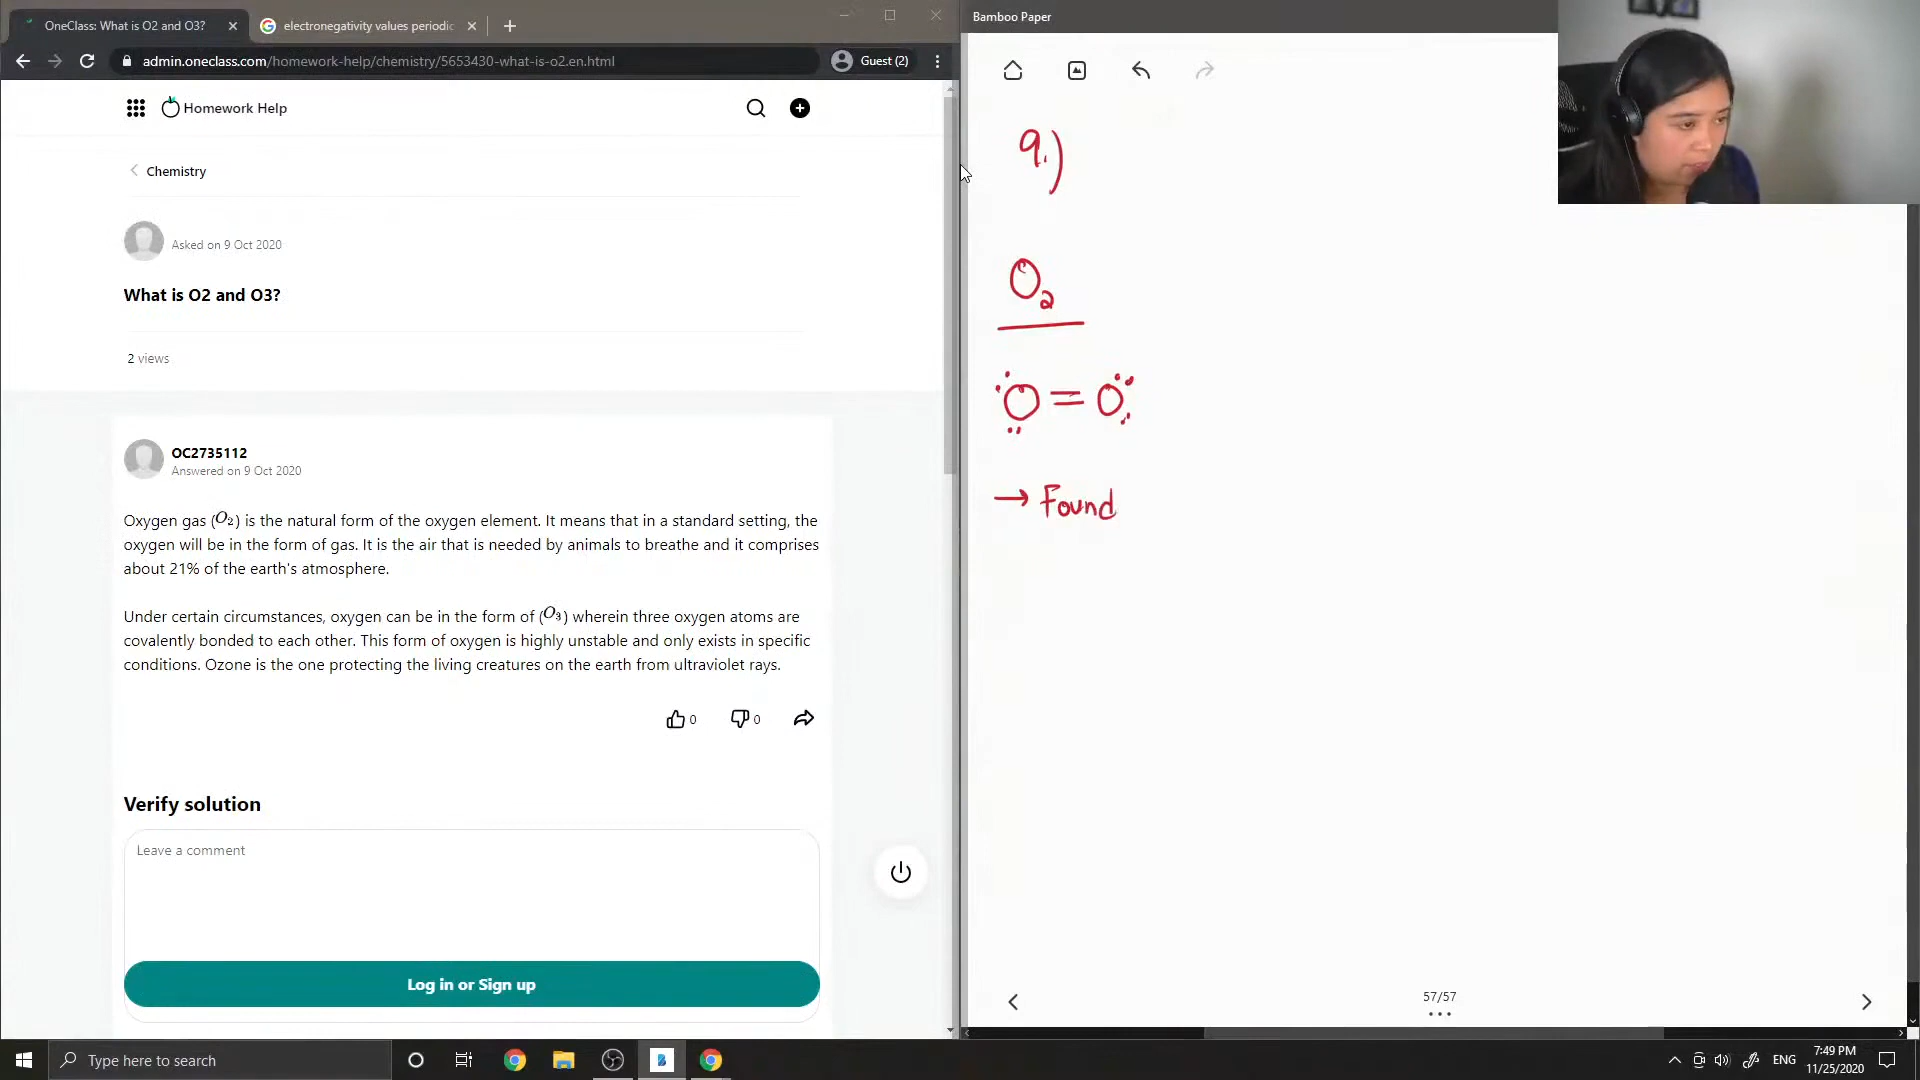 OneClass: What is O2 and O3?
electronegativity values periodic
admin.oneclass.com/homework-help/chemistry/5653430-what-is-o2.en.html
Guest (2)
Homework Help
Chemistry
Asked on 9 Oct 2020
What is O2 and O3?
2 views
OC2735112
Answered on 9 Oct 2020
Oxygen gas (O₂) is the natural form of the oxygen element. It means that in a standard setting, the
oxygen will be in the form of gas. It is the air that is needed by animals to breathe and it comprises
about 21% of the earth's atmosphere.
Under certain circumstances, oxygen can be in the form of (O₃) wherein three oxygen atoms are
covalently bonded to each other. This form of oxygen is highly unstable and only exists in specific
conditions. Ozone is the one protecting the living creatures on the earth from ultraviolet rays.
0
0
Verify solution
Leave a comment
Log in or Sign up
Bamboo Paper
9.)
O₂
O = O
→ Found
57/57
Type here to search
ENG
7:49 PM
11/25/2020